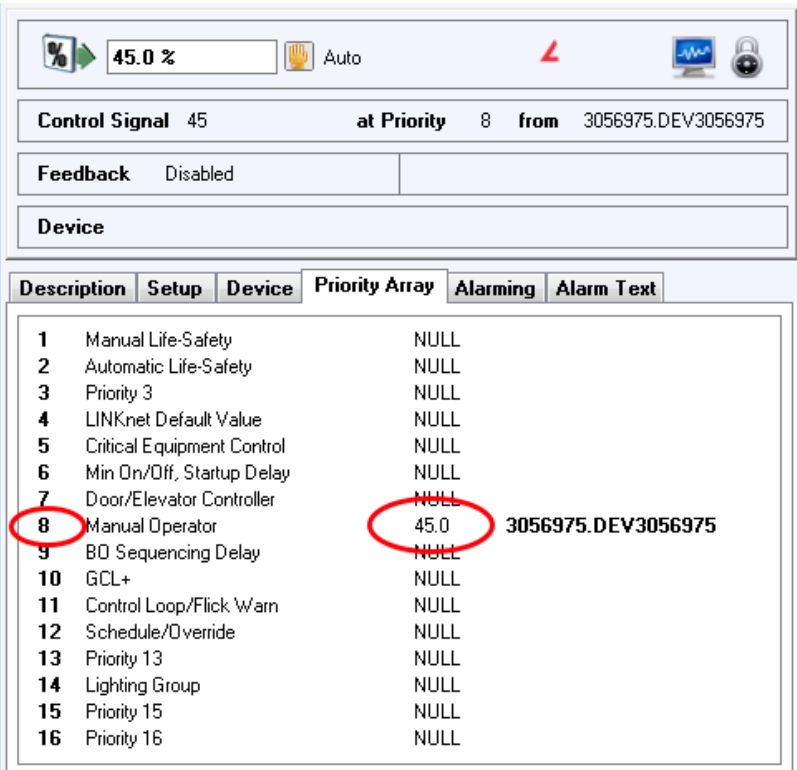 % 45.0 % Auto
Control Signal 45 at Priority 8 from 3056975.DEV3056975
Feedback Disabled
Device
Description Setup Device Priority Array Alarming Alarm Text
1 Manual Life-Safety NULL
2 Automatic Life-Safety NULL
3 Priority 3 NULL
4 LINKnet Default Value NULL
5 Critical Equipment Control NULL
6 Min On/Off, Startup Delay NULL
7 Door/Elevator Controller NULL
8 Manual Operator 45.0 3056975.DEV3056975
9 BO Sequencing Delay NULL
10 GCL+ NULL
11 Control Loop/Flick Warn NULL
12 Schedule/Override NULL
13 Priority 13 NULL
14 Lighting Group NULL
15 Priority 15 NULL
16 Priority 16 NULL